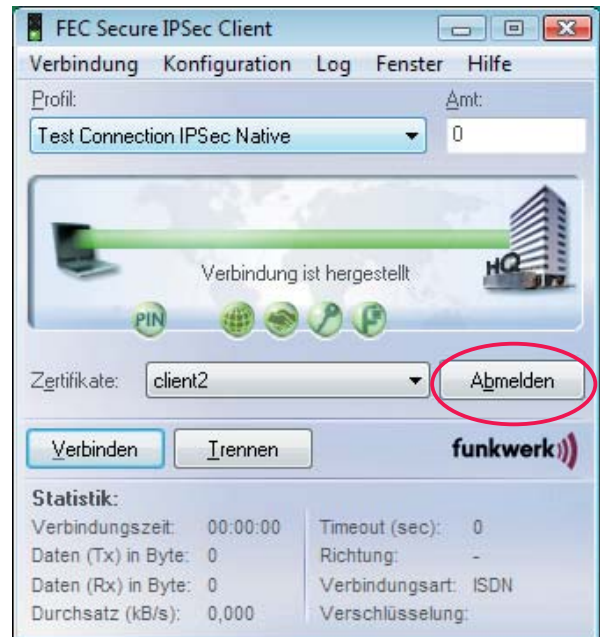 FEC Secure IPSec Client
Verbindung Konfiguration Log Fenster Hilfe
Profil: Amt:
Test Connection IPSec Native 0
HQ
Verbindung ist hergestellt
PIN
Zertifikate: client2 Abmelden
Verbinden Trennen funkwerk
Statistik:
Verbindungszeit: 00:00:00 Timeout (sec): 0
Daten (Tx) in Byte: 0 Richtung: -
Daten (Rx) in Byte: 0 Verbindungsart: ISDN
Durchsatz (kB/s): 0,000 Verschlüsselung: